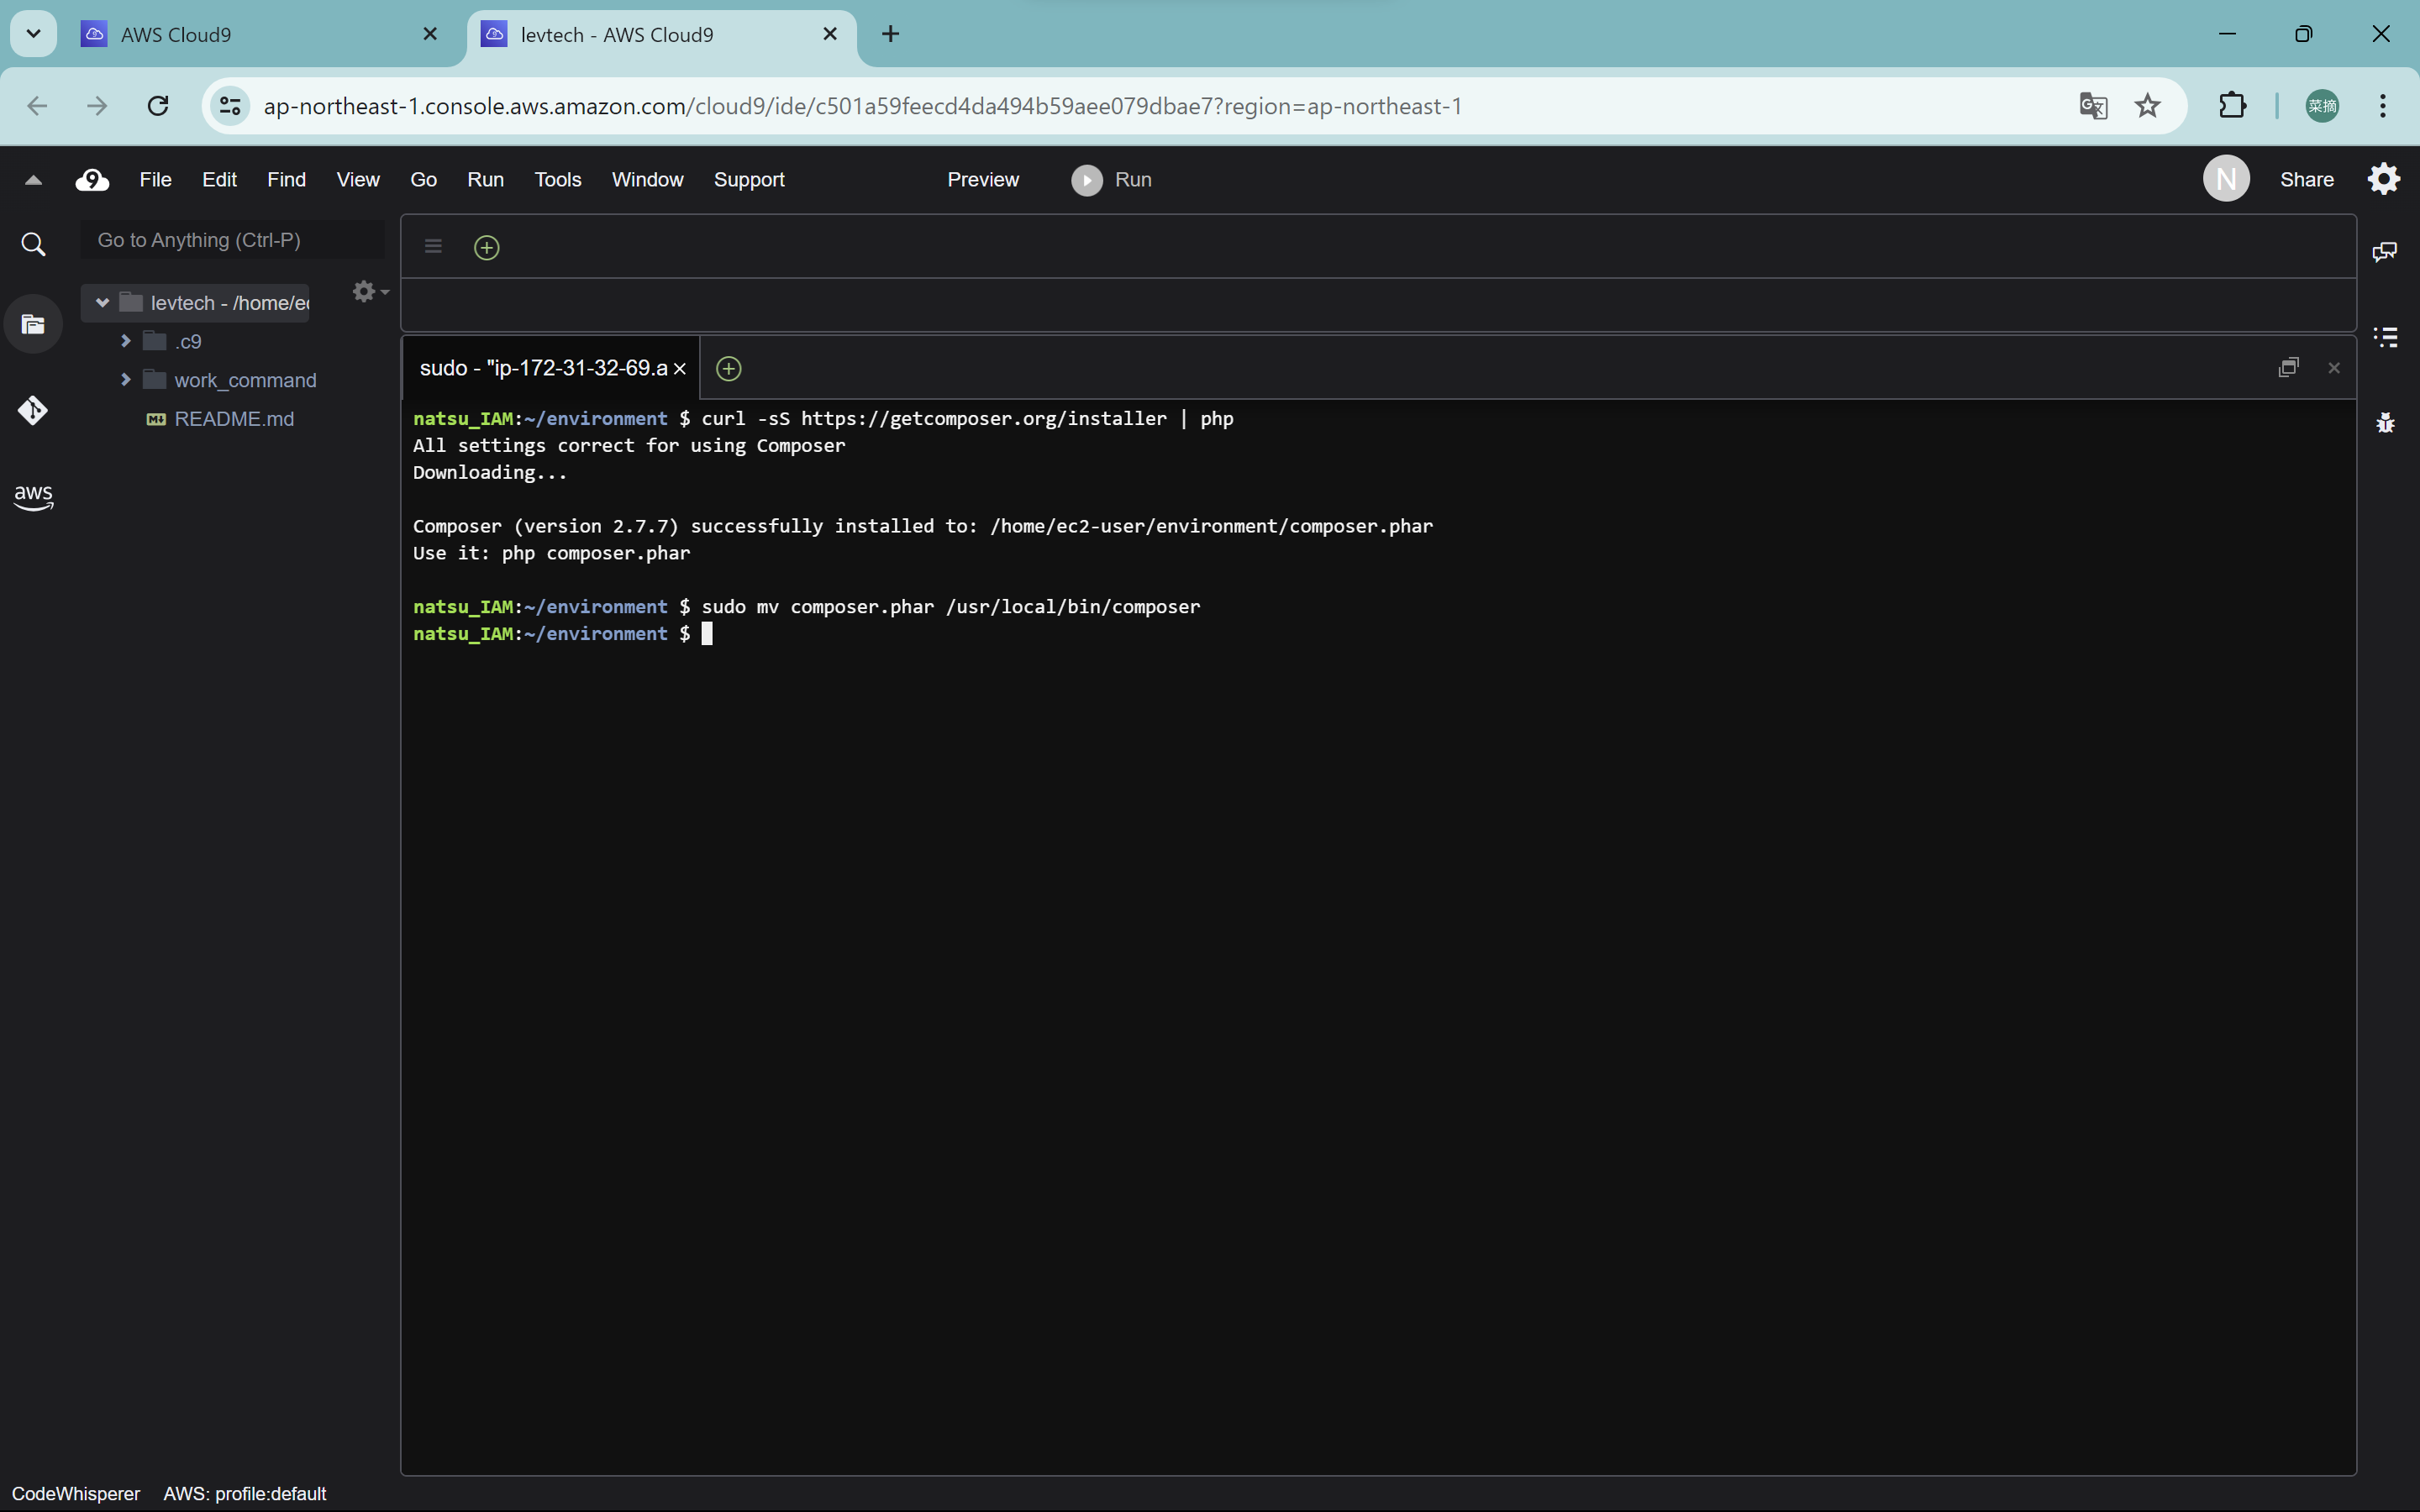 AWS Cloud9
levtech - AWS Cloud9
ap-northeast-1.console.aws.amazon.com/cloud9/ide/c501a59feecd4da494b59aee079dbae7?region=ap-northeast-1
菜摘
9 File Edit Find View Go Run Tools Window Support Preview Run N Share
Go to Anything (Ctrl-P)
levtech - /home/ec
.c9
work_command
README.md
aws
sudo - "ip-172-31-32-69.a
natsu_IAM:~/environment $ curl -sS https://getcomposer.org/installer | php
All settings correct for using Composer
Downloading...
Composer (version 2.7.7) successfully installed to: /home/ec2-user/environment/composer.phar
Use it: php composer.phar
natsu_IAM:~/environment $ sudo mv composer.phar /usr/local/bin/composer
natsu_IAM:~/environment $
CodeWhisperer AWS: profile:default